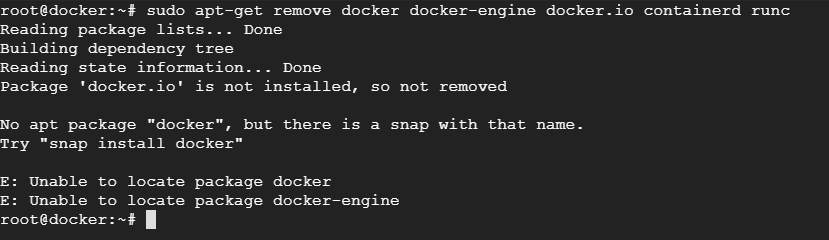 root@docker:~# sudo apt-get remove docker docker-engine docker.io containerd runc
Reading package lists... Done
Building dependency tree
Reading state information... Done
Package 'docker.io' is not installed, so not removed
No apt package "docker", but there is a snap with that name.
Try "snap install docker"
E: Unable to locate package docker
E: Unable to locate package docker-engine
root@docker:~#